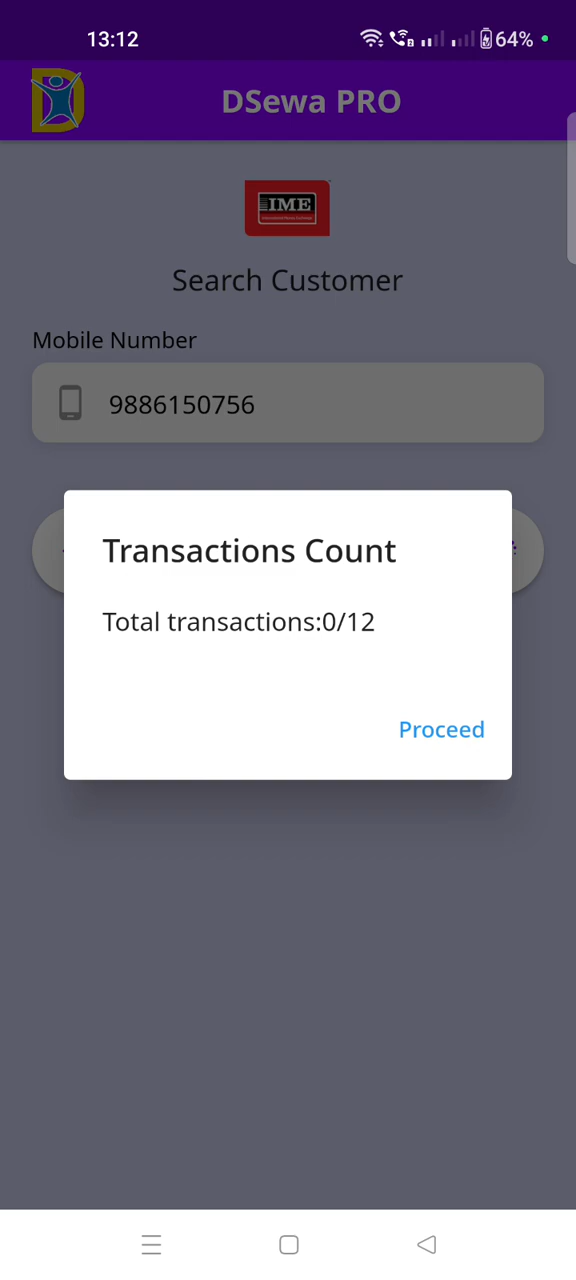 13:12
64%
DSewa PRO
IME
Search Customer
Mobile Number
9886150756
Transactions Count
Total transactions:0/12
Proceed